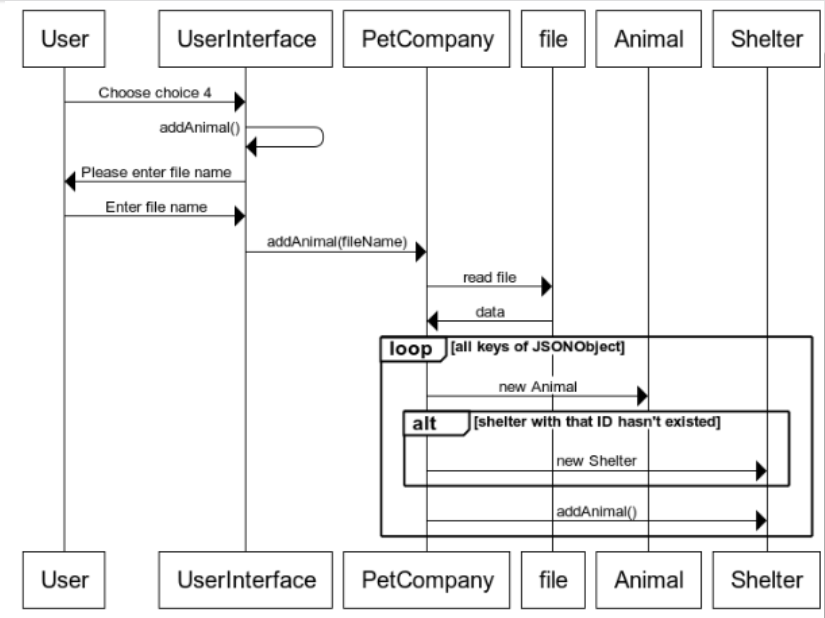 User UserInterface PetCompany file Animal Shelter
Choose choice 4
addAnimal()
Please enter file name
Enter file name
addAnimal(fileName)
read file
data
loop [all keys of JSONObject]
new Animal
alt [shelter with that ID hasn't existed]
new Shelter
addAnimal()
User UserInterface PetCompany file Animal Shelter